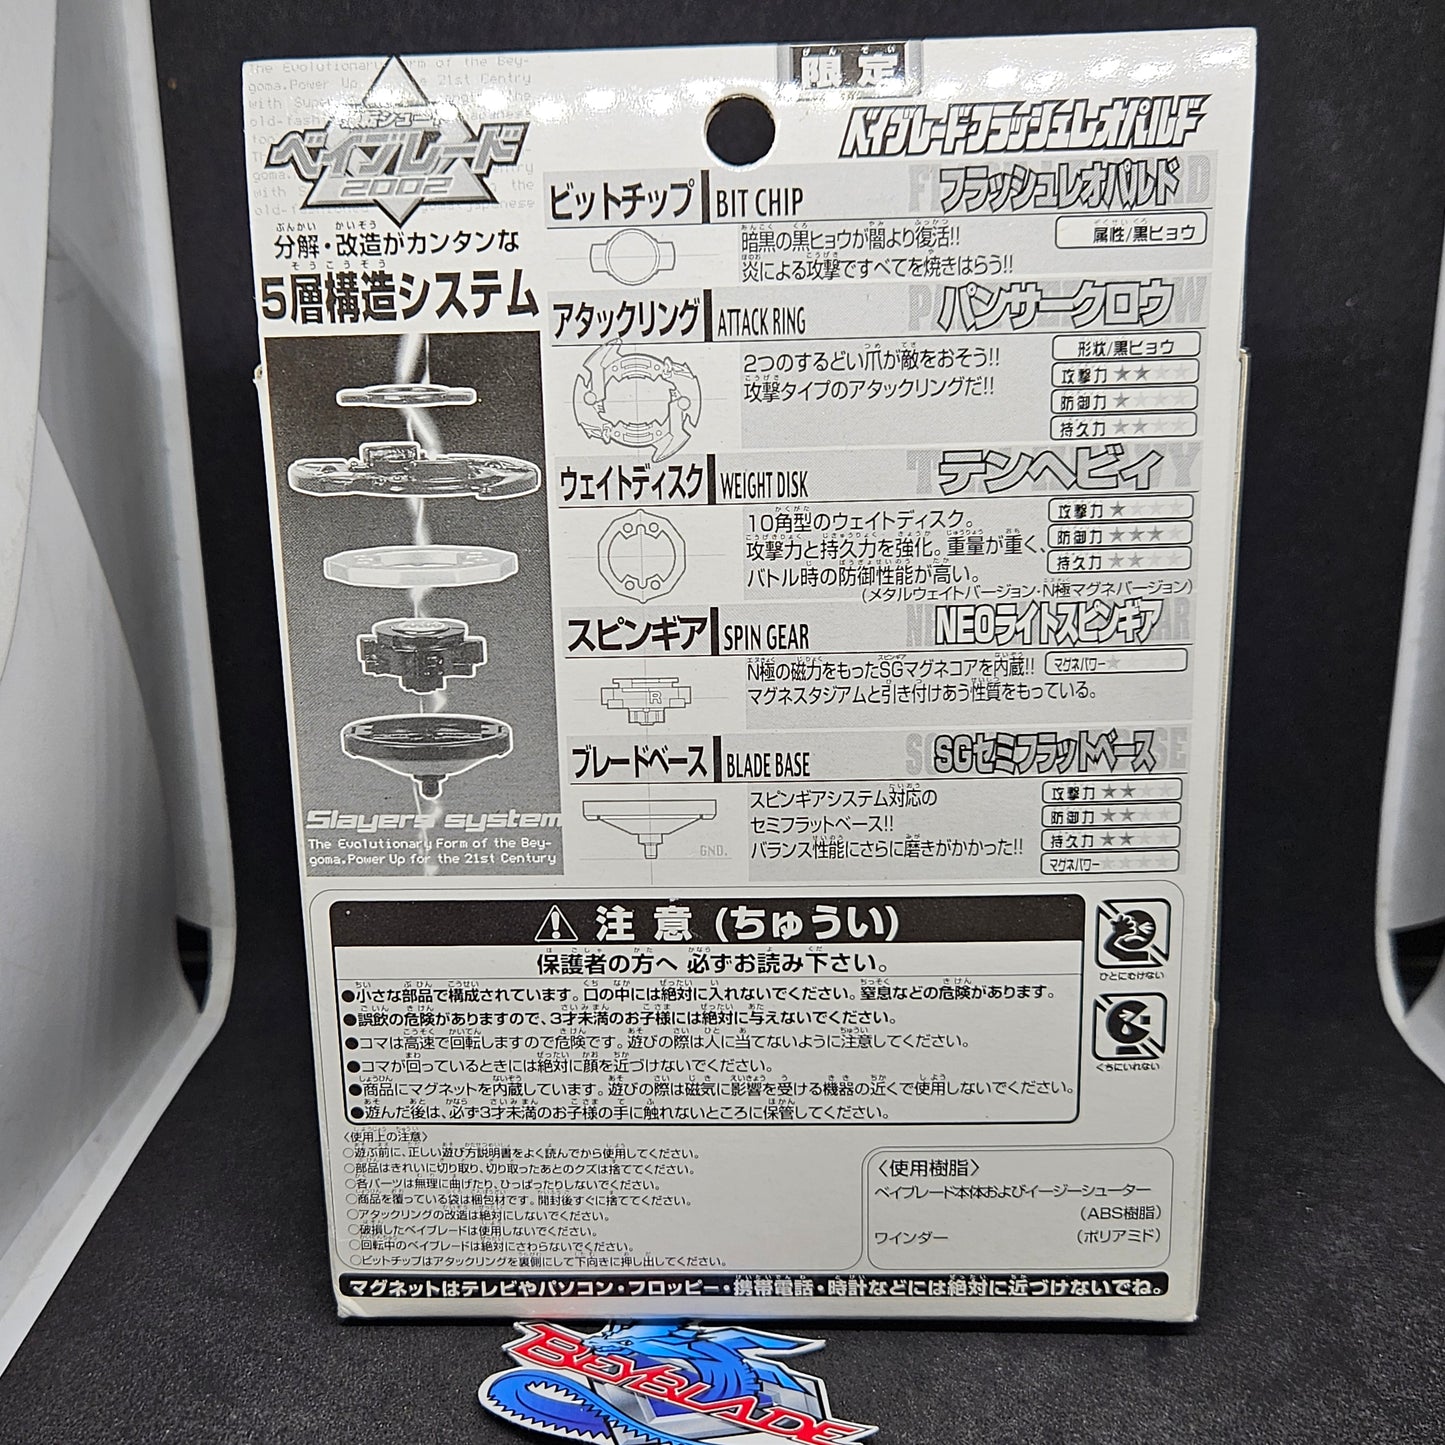 限定
ベイブレードフラッシュレオパルド
The Evolutionary Form of the Bey-
goma.Power Up for the 21st Century
爆転シュート
ベイブレード
2002
分解・改造がカンタンな
5層構造システム
Slayers system
The Evolutionary Form of the Bey-
goma.Power Up for the 21st Century
ビットチップ BIT CHIP
フラッシュレオパルド
暗黒の黒ヒョウが闇より復活!!
炎による攻撃ですべてを焼きはらう!!
属性/黒ヒョウ
アタックリング ATTACK RING
パンサークロウ
2つのするどい爪が敵をおそう!!
攻撃タイプのアタックリングだ!!
形状/黒ヒョウ
攻撃力★★★★
防御力★★★★
持久力★★★★
ウェイトディスク WEIGHT DISK
テンヘビィ
10角型のウェイトディスク。
攻撃力と持久力を強化。重量が重く、
バトル時の防御性能が高い。
(メタルウェイトバージョン・N極マグネバージョン)
攻撃力★★★★
防御力★★★★
持久力★★★★
スピンギア SPIN GEAR
NEOライトスピンギア
N極の磁力をもったSGマグネコアを内蔵!!
マグネスタジアムと引き付けあう性質をもっている。
マグネパワー★★★★
R
ブレードベース BLADE BASE
SGセミフラットベース
スピンギアシステム対応の
セミフラットベース!!
バランス性能にさらに磨きがかかった!!
GND.
攻撃力★★★★
防御力★★★★
持久力★★★★
マグネパワー★★★★
注意(ちゅうい)
保護者の方へ 必ずお読み下さい。
●小さな部品で構成されています。口の中には絶対に入れないでください。窒息などの危険があります。
●誤飲の危険がありますので、3才未満のお子様には絶対に与えないでください。
●コマは高速で回転しますので危険です。遊びの際は人に当てないように注意してください。
●コマが回っているときには絶対に顔を近づけないでください。
●商品にマグネットを内蔵しています。遊びの際は磁気に影響を受ける機器の近くで使用しないでください。
●遊んだ後は、必ず3才未満のお子様の手に触れないところに保管してください。
ひとにむけない
くちにいれない
〈使用上の注意〉
○遊ぶ前に、正しい遊び方説明書をよく読んでから使用してください。
○部品はきれいに切り取り、切り取ったあとのクズは捨ててください。
○各パーツは無理に曲げたり、ひっぱったりしないでください。
○商品を覆っている袋は梱包材です。開封後すぐに捨ててください。
○アタックリングの改造は絶対にしないでください。
○破損したベイブレードは使用しないでください。
○回転中のベイブレードは絶対にさわらないでください。
○ビットチップはアタックリングを裏側にして下向きに押し出してください。
〈使用樹脂〉
ベイブレード本体およびイージーシューター
(ABS樹脂)
ワインダー (ポリアミド)
マグネットはテレビやパソコン・フロッピー・携帯電話・時計などには絶対に近づけないでね。
BEYBLADE